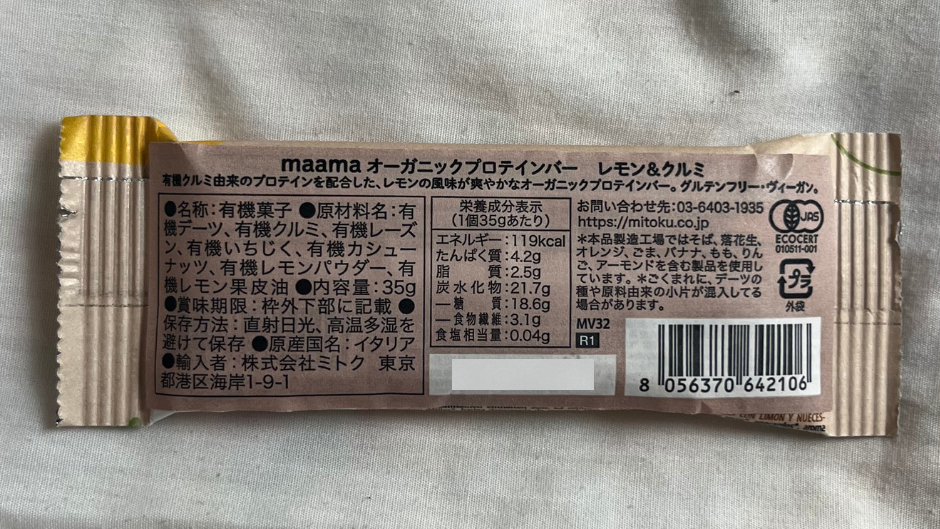 maama オーガニックプロテインバー レモン&クルミ
有機クルミ由来のプロテインを配合した、レモンの風味が爽やかなオーガニックプロテインバー。グルテンフリー・ヴィーガン。
●名称:有機菓子 ●原材料名:有
機デーツ、有機クルミ、有機レーズ
ン、有機いちじく、有機カシュー
ナッツ、有機レモンパウダー、有
機レモン果皮油 ●内容量:35g
●賞味期限:枠外下部に記載 ●
保存方法:直射日光、高温多湿を
避けて保存 ●原産国名:イタリア
●輸入者:株式会社ミトク 東京
都港区海岸1-9-1
栄養成分表示
(1個35gあたり)
エネルギー:119kcal
たんぱく質:4.2g
脂質:2.5g
炭水化物:21.7g
―糖質:18.6g
―食物繊維:3.1g
食塩相当量:0.04g
お問い合わせ先:03-6403-1935
https://mitoku.co.jp
*本品製造工場ではそば、落花生、
オレンジ、ごま、バナナ、もも、りん
ご、アーモンドを含む製品を使用し
ています。*ごくまれに、デーツの
種や原料由来の小片が混入してる
場合があります。
MV32
R1
JAS
ECOCERT
010511-001
プラ
外袋
8 056370 642106
CON LIMÓN Y NUECES